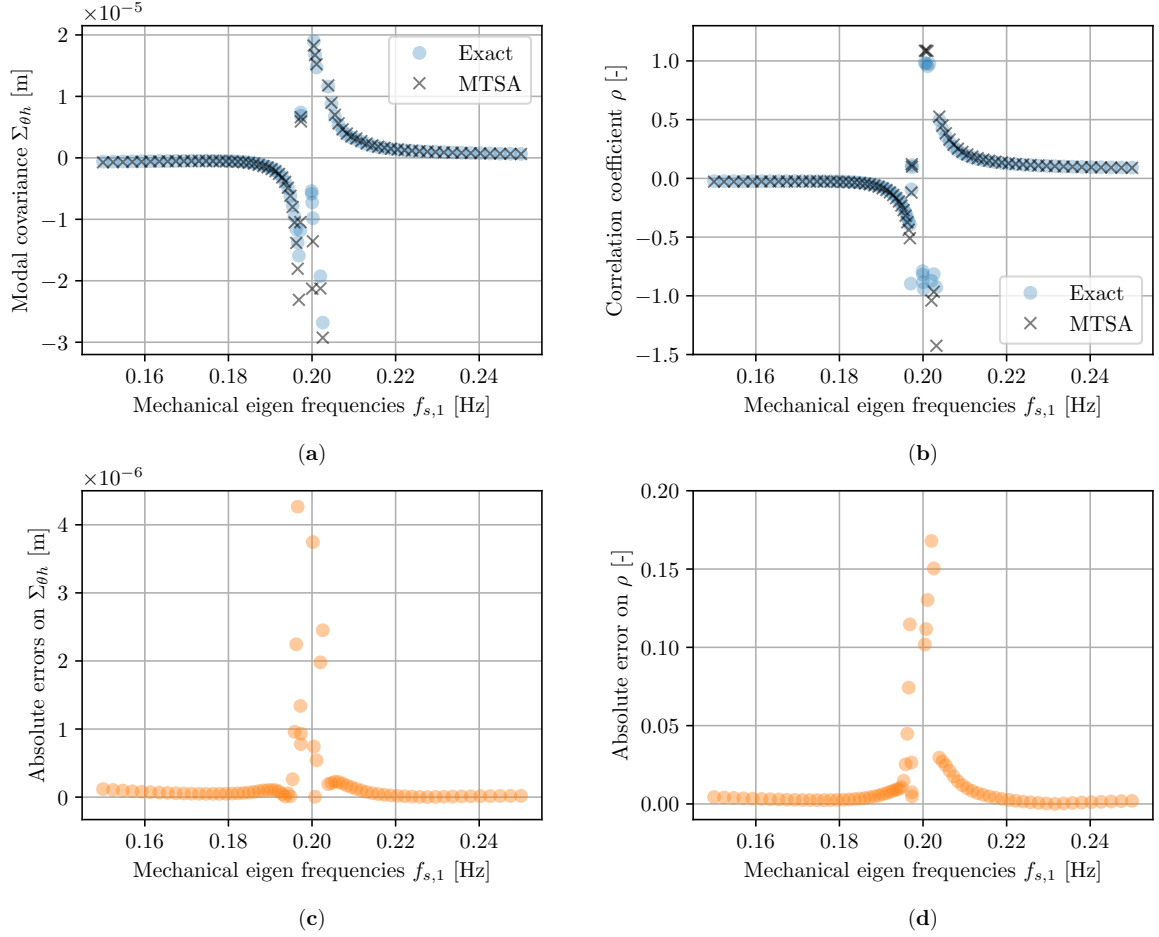 ×10⁻⁵
Modal covariance Σθh [m]
2
1
0
−1
−2
−3
Exact
MTSA
0.16 0.18 0.20 0.22 0.24
Mechanical eigen frequencies fs,1 [Hz]
(a)
Correlation coefficient ρ [-]
1.0
0.5
0.0
−0.5
−1.0
−1.5
Exact
MTSA
0.16 0.18 0.20 0.22 0.24
Mechanical eigen frequencies fs,1 [Hz]
(b)
×10⁻⁶
Absolute errors on Σθh [m]
4
3
2
1
0
0.16 0.18 0.20 0.22 0.24
Mechanical eigen frequencies fs,1 [Hz]
(c)
Absolute error on ρ [-]
0.20
0.15
0.10
0.05
0.00
0.16 0.18 0.20 0.22 0.24
Mechanical eigen frequencies fs,1 [Hz]
(d)